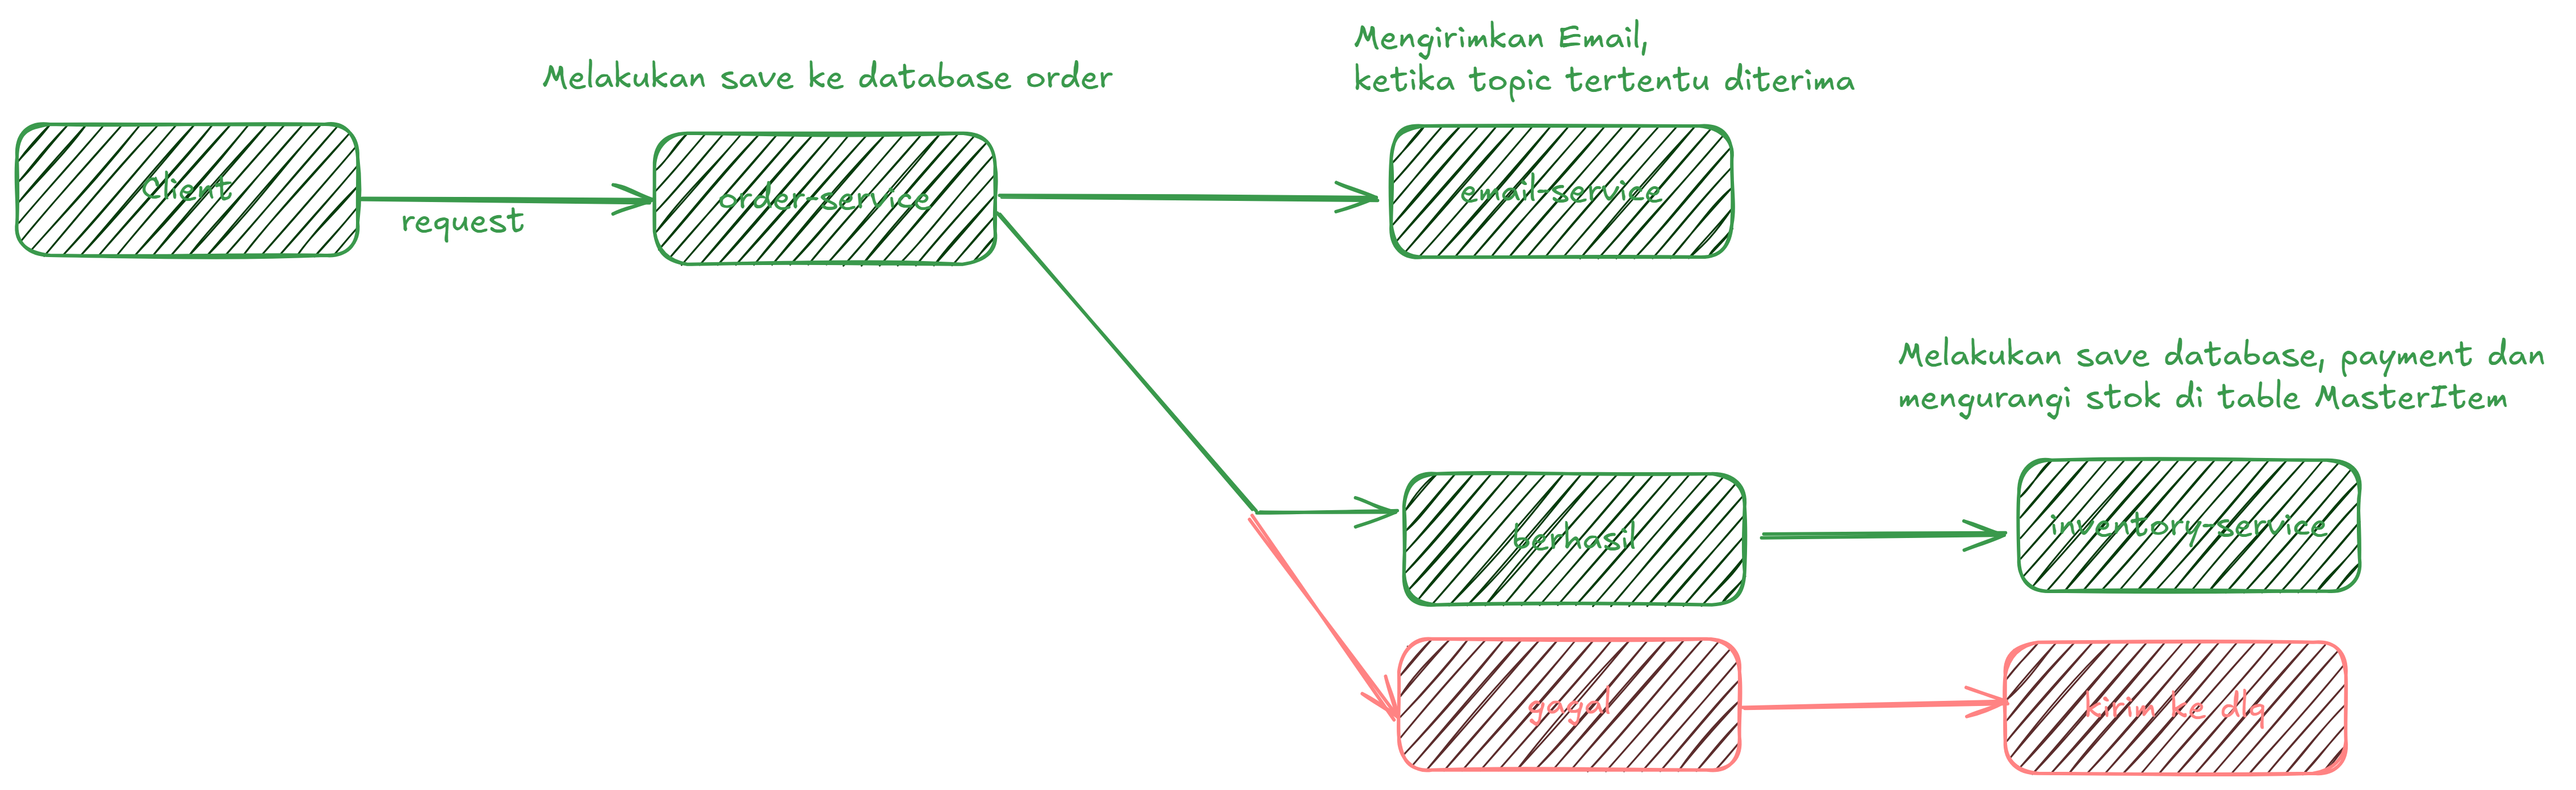 Mengirimkan Email,
ketika topic tertentu diterima
Melakukan save ke database order
Client
request
order-service
email-service
Melakukan save database, payment dan
mengurangi stok di table MasterItem
berhasil
inventory-service
gagal
kirim ke dlq